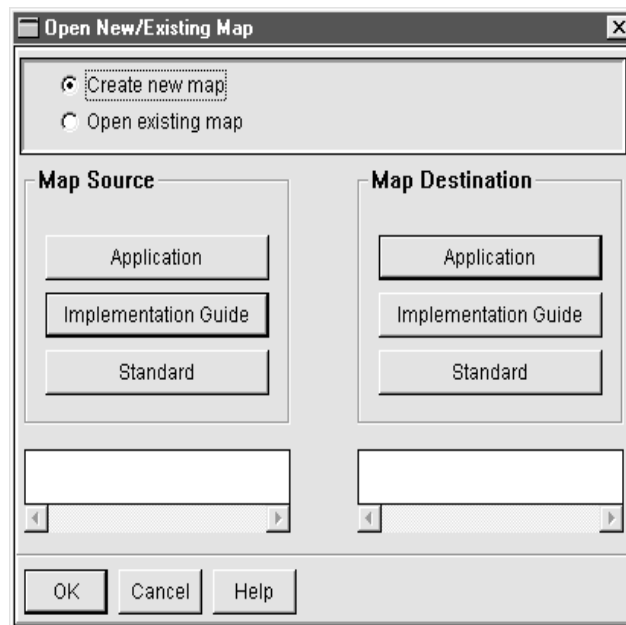 Open New/Existing Map
Create new map
Open existing map
Map Source
Application
Implementation Guide
Standard
Map Destination
Application
Implementation Guide
Standard
OK
Cancel
Help